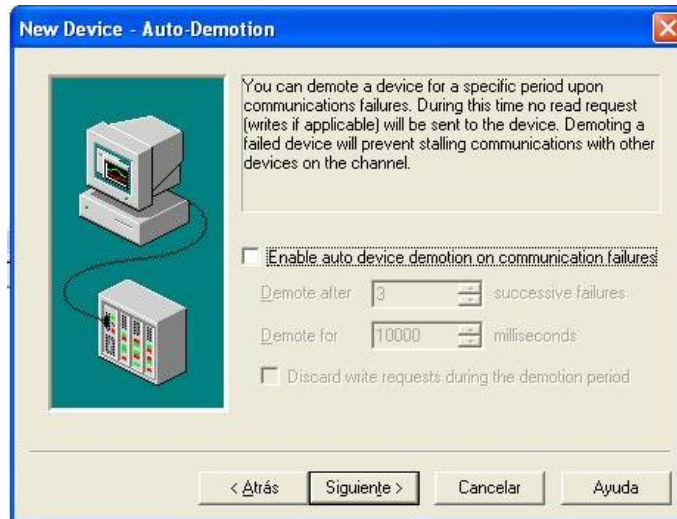 New Device - Auto-Demotion
You can demote a device for a specific period upon
communications failures. During this time no read request
(writes if applicable) will be sent to the device. Demoting a
failed device will prevent stalling communications with other
devices on the channel.
Enable auto device demotion on communication failures
Demote after 3 successive failures
Demote for 10000 milliseconds
Discard write requests during the demotion period
< Atrás Siguiente > Cancelar Ayuda